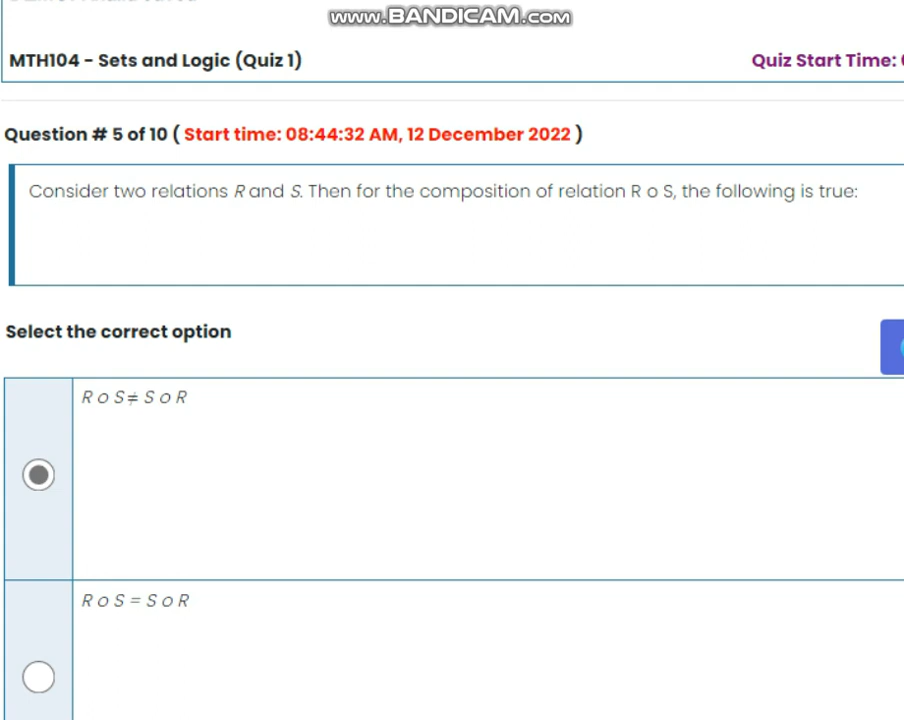 www.BANDICAM.com
MTH104 - Sets and Logic (Quiz 1)
Quiz Start Time:
Question # 5 of 10 ( Start time: 08:44:32 AM, 12 December 2022 )
Consider two relations R and S. Then for the composition of relation R o S, the following is true:
Select the correct option
R o S ≠ S o R
R o S = S o R